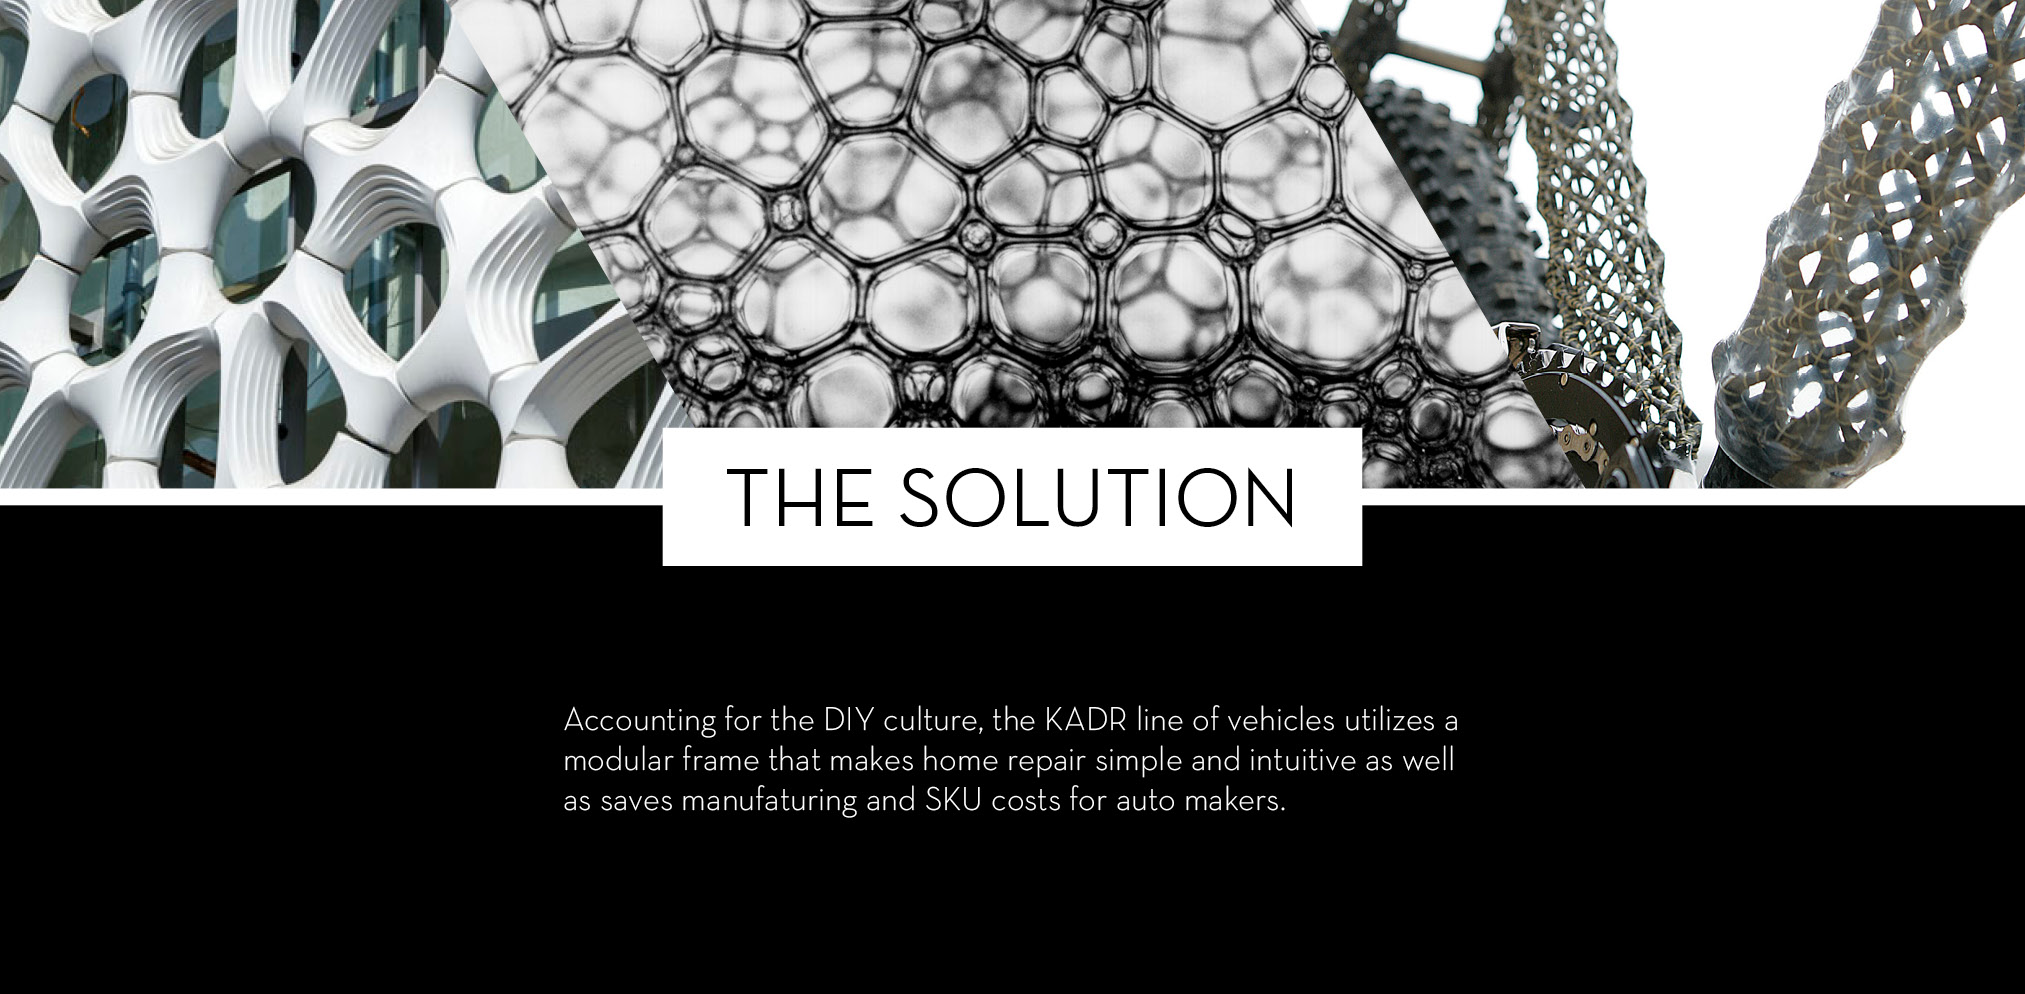 THE SOLUTION
Accounting for the DIY culture, the KADR line of vehicles utilizes a
modular frame that makes home repair simple and intuitive as well
as saves manufaturing and SKU costs for auto makers.